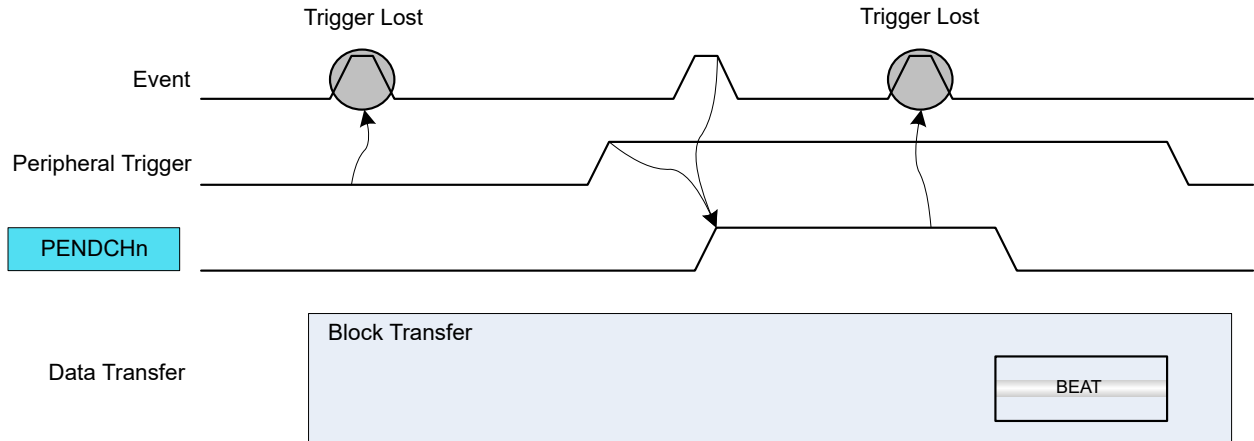 Trigger Lost
Trigger Lost
Event
Peripheral Trigger
PENDCHn
Block Transfer
Data Transfer
BEAT